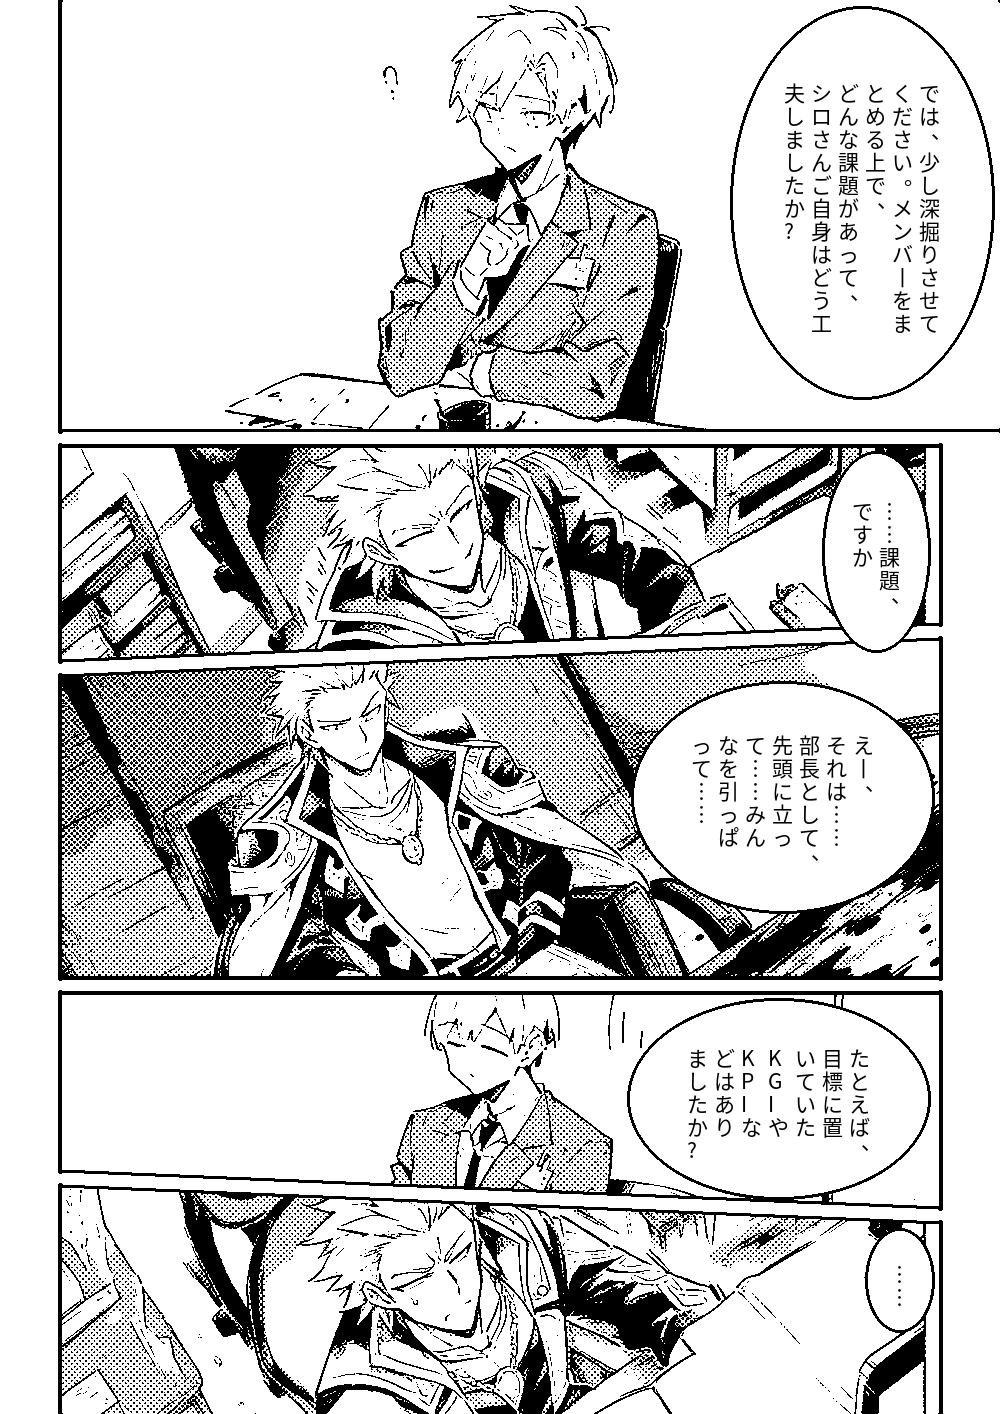 では、少し深掘りさせて
ください。メンバーをま
とめる上で、
どんな課題があって、
シロさんご自身はどう工
夫しましたか?
……課題、
ですか
えー、
それは……
部長として、
先頭に立っ
て……みん
なを引っぱ
って……
たとえば、
目標に置
いていた
KGIや
KPIな
どはあり
ましたか?
……